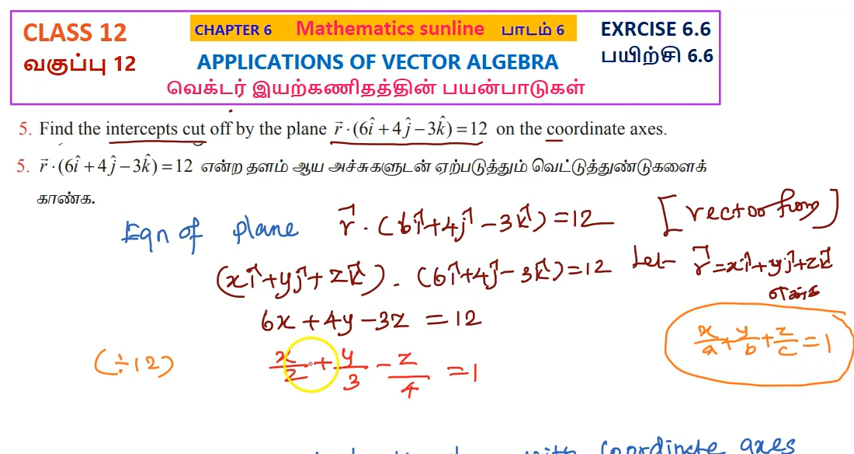 CLASS 12 CHAPTER 6 Mathematics sunline பாடம் 6 EXRCISE 6.6
வகுப்பு 12 APPLICATIONS OF VECTOR ALGEBRA பயிற்சி 6.6
வெக்டர் இயற்கணிதத்தின் பயன்பாடுகள்
5. Find the intercepts cut off by the plane r⃗ · (6î + 4ĵ − 3k̂) = 12 on the coordinate axes.
5. r⃗ · (6î + 4ĵ − 3k̂) = 12 என்ற தளம் ஆய அச்சுகளுடன் ஏற்படுத்தும் வெட்டுத்துண்டுகளைக்
காண்க.
Eqn of plane r⃗ · (6î + 4ĵ − 3k̂) = 12 [vector form]
(xî + yĵ + zk̂) · (6î + 4ĵ − 3k̂) = 12 Let r⃗ = xî + yĵ + zk̂
என்க
6x + 4y − 3z = 12
x/a + y/b + z/c = 1
(÷12) x/2 + y/3 − z/4 = 1
with coordinate axes